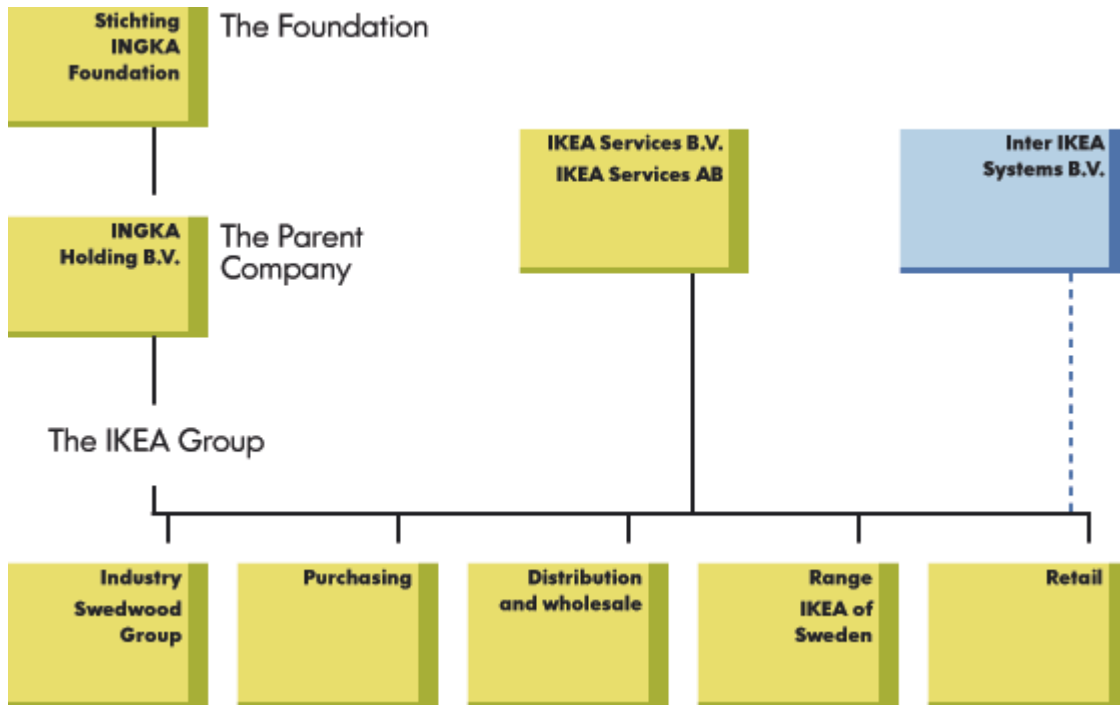 Stichting
INGKA
Foundation
The Foundation
IKEA Services B.V.
IKEA Services AB
Inter IKEA
Systems B.V.
INGKA
Holding B.V.
The Parent
Company
The IKEA Group
Industry
Swedwood
Group
Purchasing
Distribution
and wholesale
Range
IKEA of
Sweden
Retail